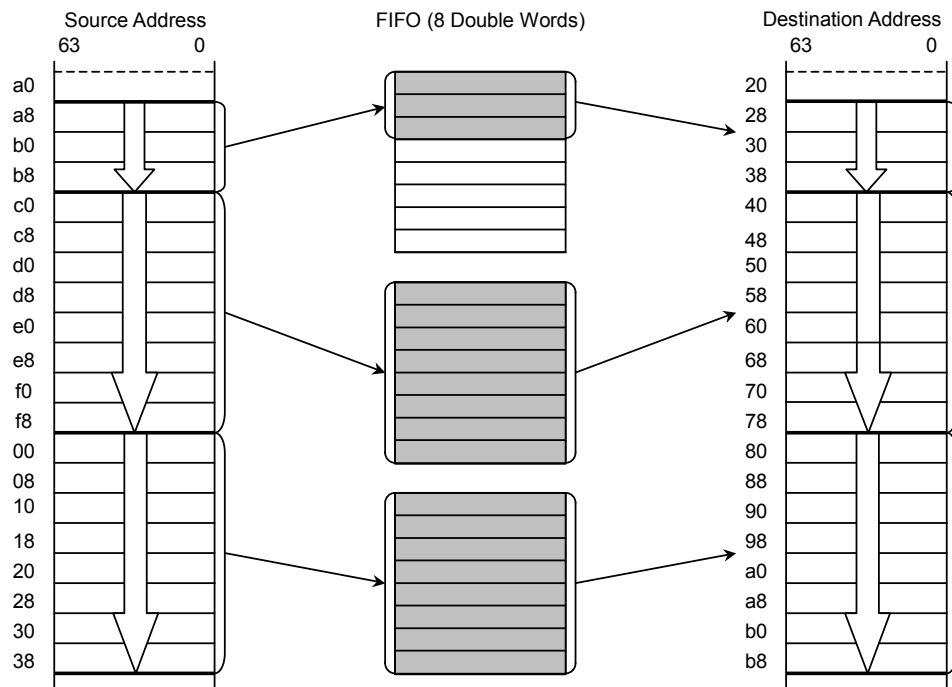 Source Address
FIFO (8 Double Words)
Destination Address
63 0
63 0
a0
a8
b0
b8
c0
c8
d0
d8
e0
e8
f0
f8
00
08
10
18
20
28
30
38
20
28
30
38
40
48
50
58
60
68
70
78
80
88
90
98
a0
a8
b0
b8